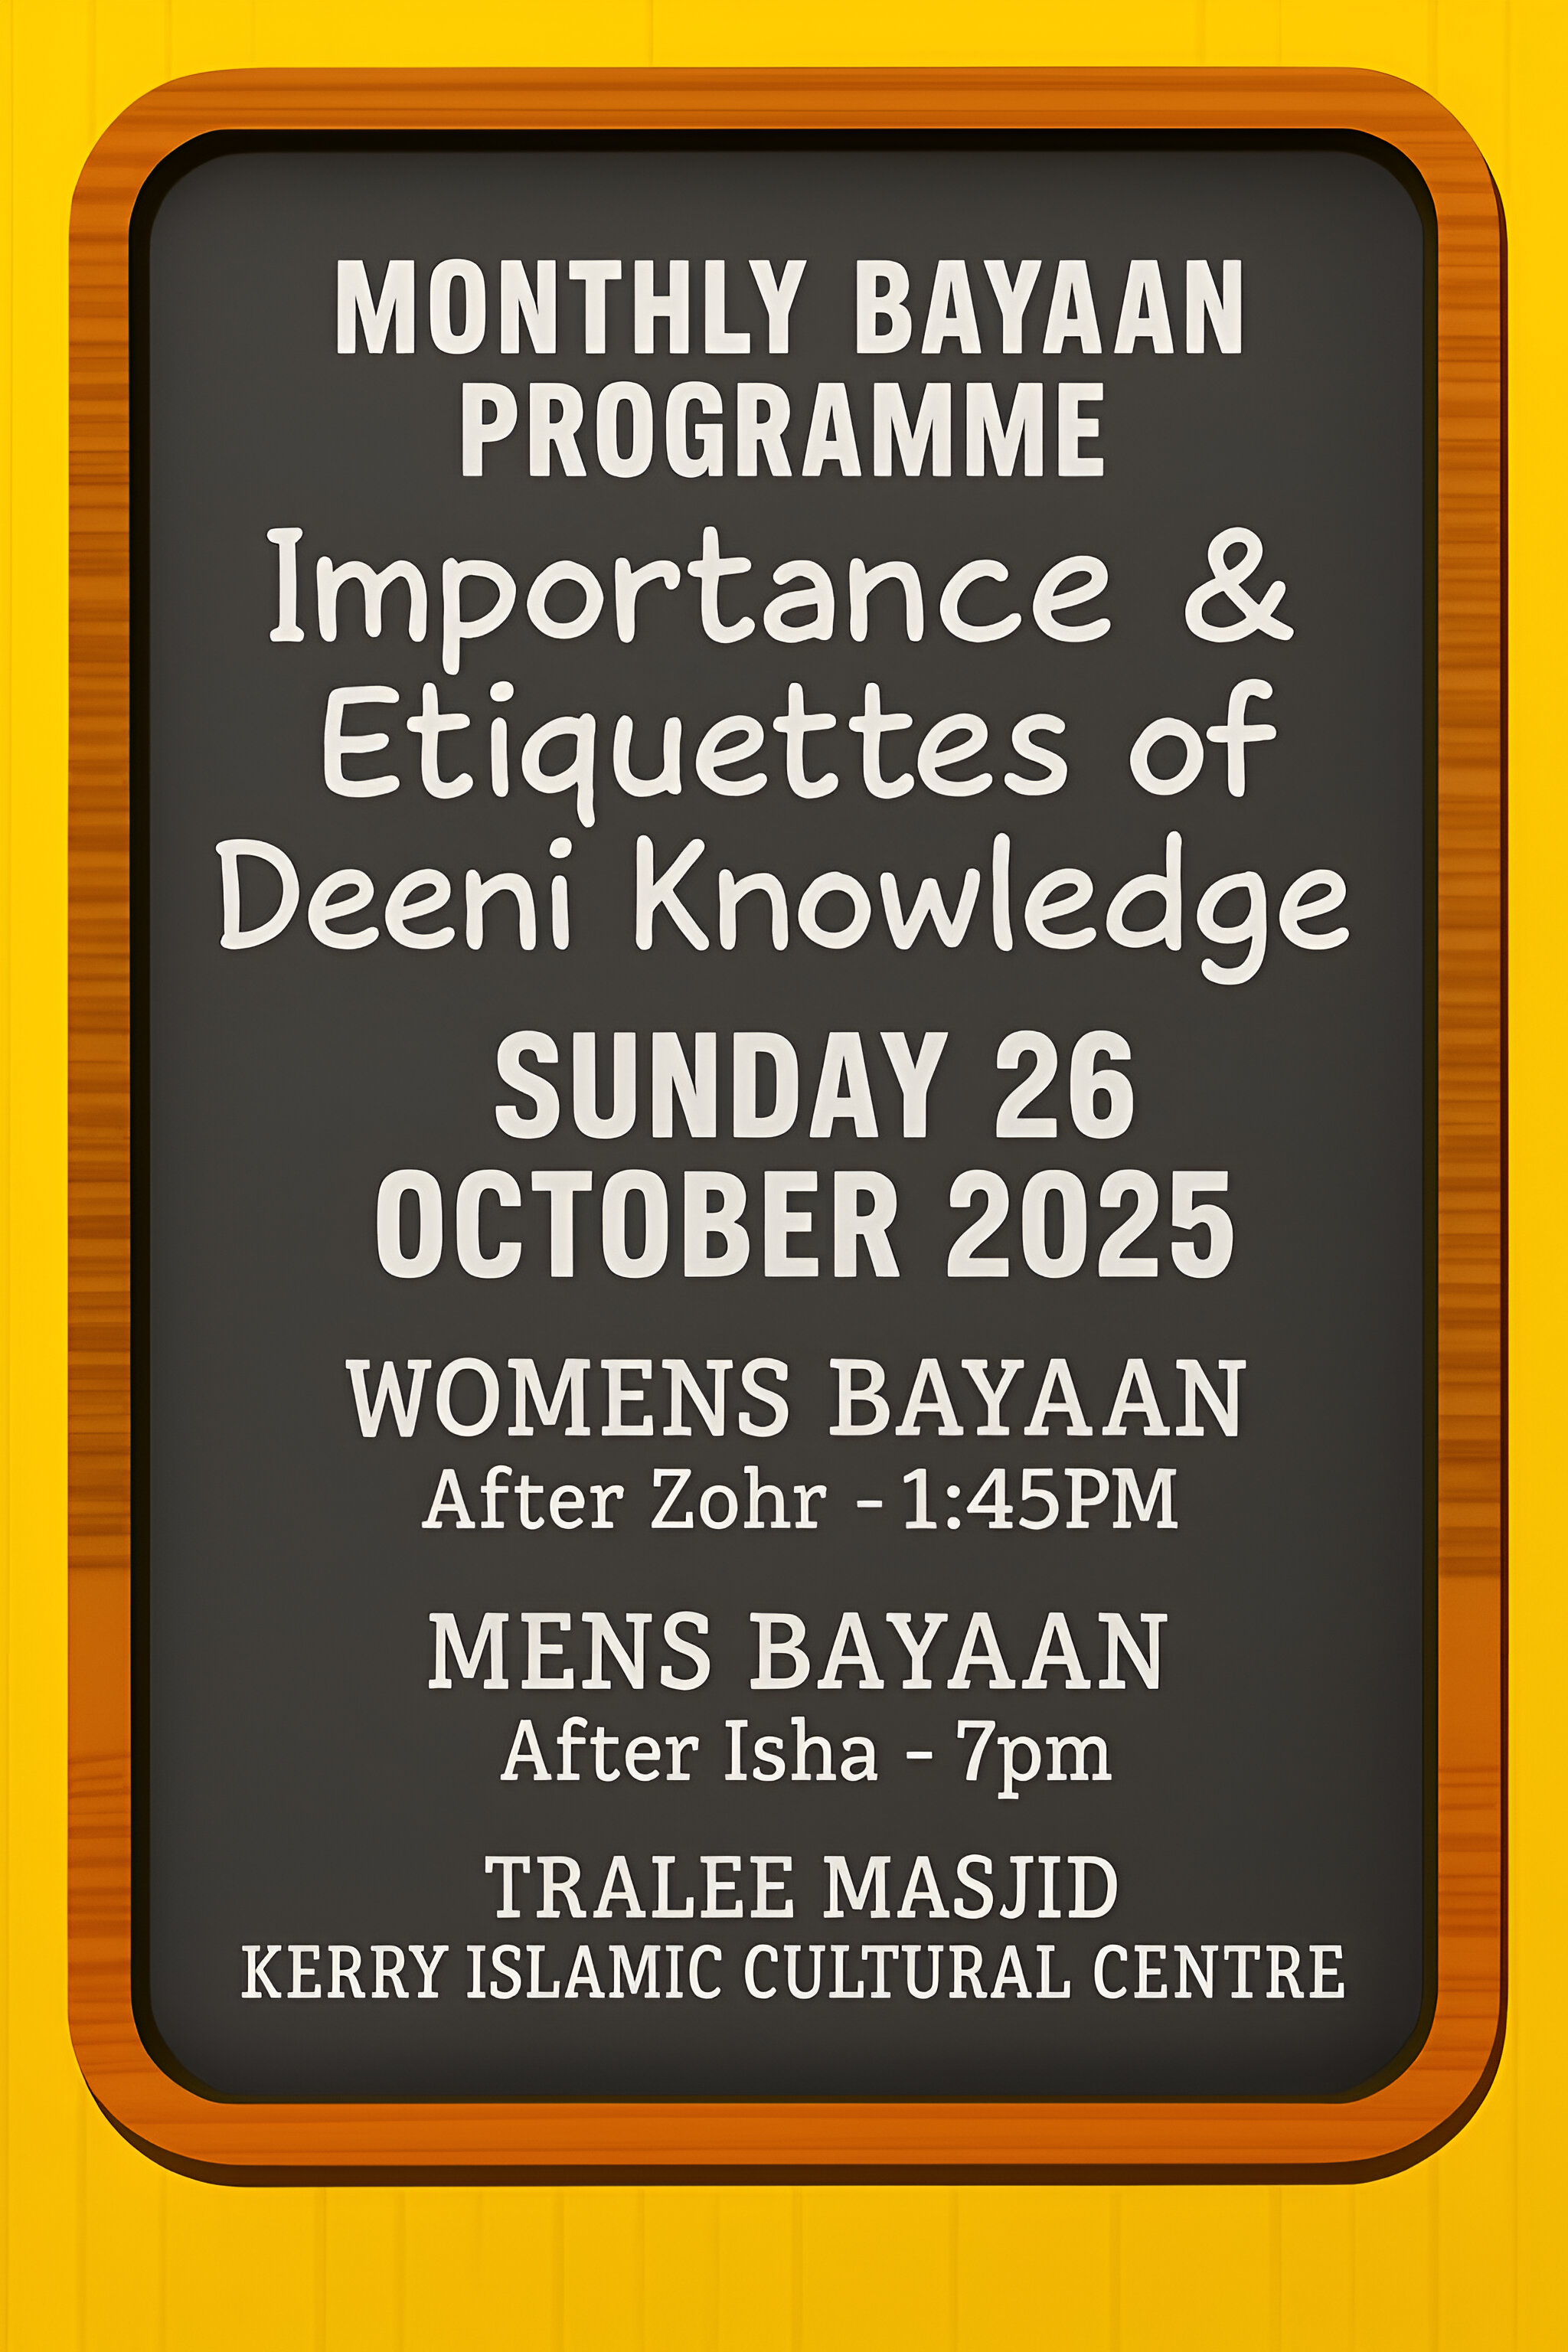 MONTHLY BAYAAN
PROGRAMME
Importance &
Etiquettes of
Deeni Knowledge
SUNDAY 26
OCTOBER 2025
WOMENS BAYAAN
After Zohr - 1:45PM
MENS BAYAAN
After Isha - 7pm
TRALEE MASJID
KERRY ISLAMIC CULTURAL CENTRE